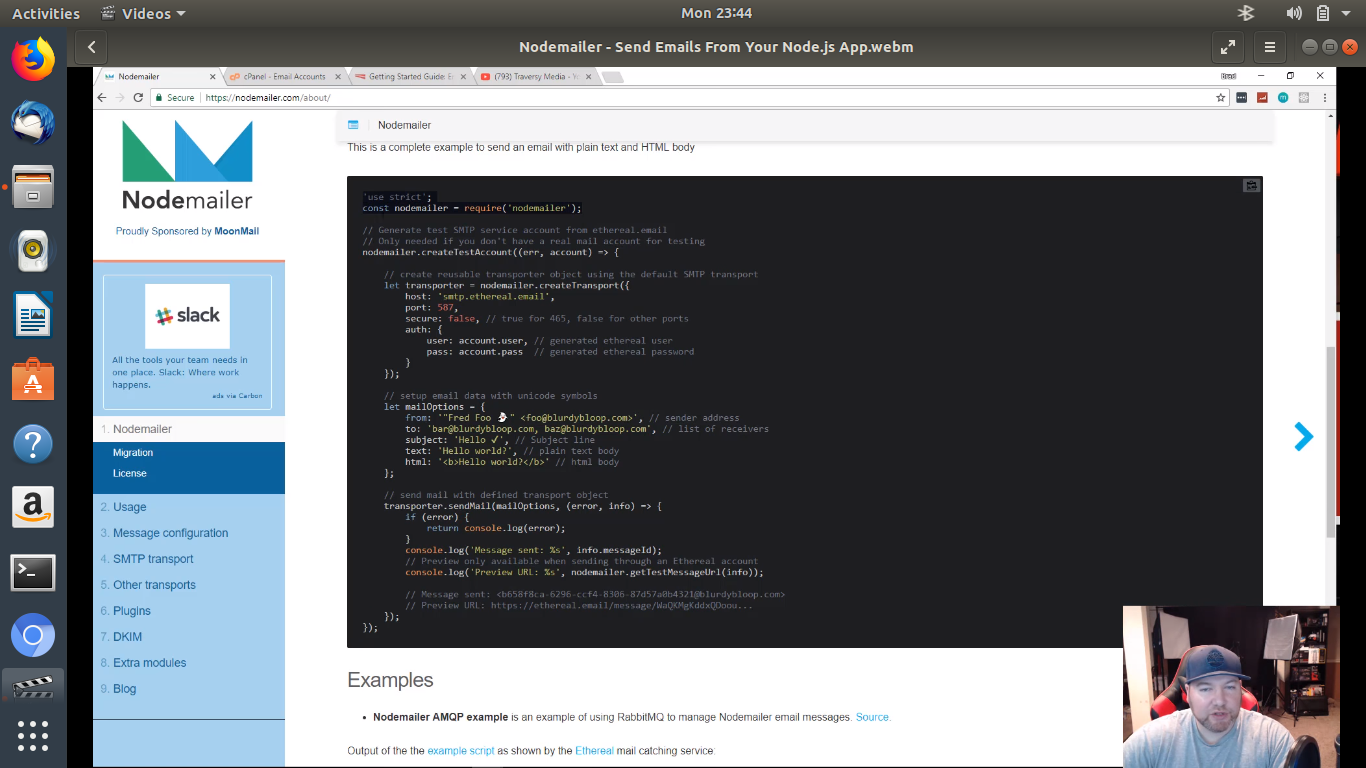 Activities
Videos
Mon 23:44
Nodemailer - Send Emails From Your Node.js App.webm
Nodemailer
cPanel - Email Accounts
Getting Started Guide: E
(793) Traversy Media - Y
Brad
Secure
https://nodemailer.com/about/
Nodemailer
Proudly Sponsored by MoonMail
slack
All the tools your team needs in
one place. Slack: Where work
happens.
ads via Carbon
1. Nodemailer
Migration
License
2. Usage
3. Message configuration
4. SMTP transport
5. Other transports
6. Plugins
7. DKIM
8. Extra modules
9. Blog
Nodemailer
This is a complete example to send an email with plain text and HTML body
'use strict';
const nodemailer = require('nodemailer');
// Generate test SMTP service account from ethereal.email
// Only needed if you don't have a real mail account for testing
nodemailer.createTestAccount((err, account) => {
// create reusable transporter object using the default SMTP transport
let transporter = nodemailer.createTransport({
host: 'smtp.ethereal.email',
port: 587,
secure: false, // true for 465, false for other ports
auth: {
user: account.user, // generated ethereal user
pass: account.pass // generated ethereal password
}
});
// setup email data with unicode symbols
let mailOptions = {
from: '"Fred Foo 👻" <foo@blurdybloop.com>', // sender address
to: 'bar@blurdybloop.com, baz@blurdybloop.com', // list of receivers
subject: 'Hello ✔', // Subject line
text: 'Hello world?', // plain text body
html: '<b>Hello world?</b>' // html body
};
// send mail with defined transport object
transporter.sendMail(mailOptions, (error, info) => {
if (error) {
return console.log(error);
}
console.log('Message sent: %s', info.messageId);
// Preview only available when sending through an Ethereal account
console.log('Preview URL: %s', nodemailer.getTestMessageUrl(info));
// Message sent: <b658f8ca-6296-ccf4-8306-87d57a0b4321@blurdybloop.com>
// Preview URL: https://ethereal.email/message/WaQKMgKddxQDoou...
});
});
Examples
• Nodemailer AMQP example is an example of using RabbitMQ to manage Nodemailer email messages. Source.
Output of the the example script as shown by the Ethereal mail catching service: